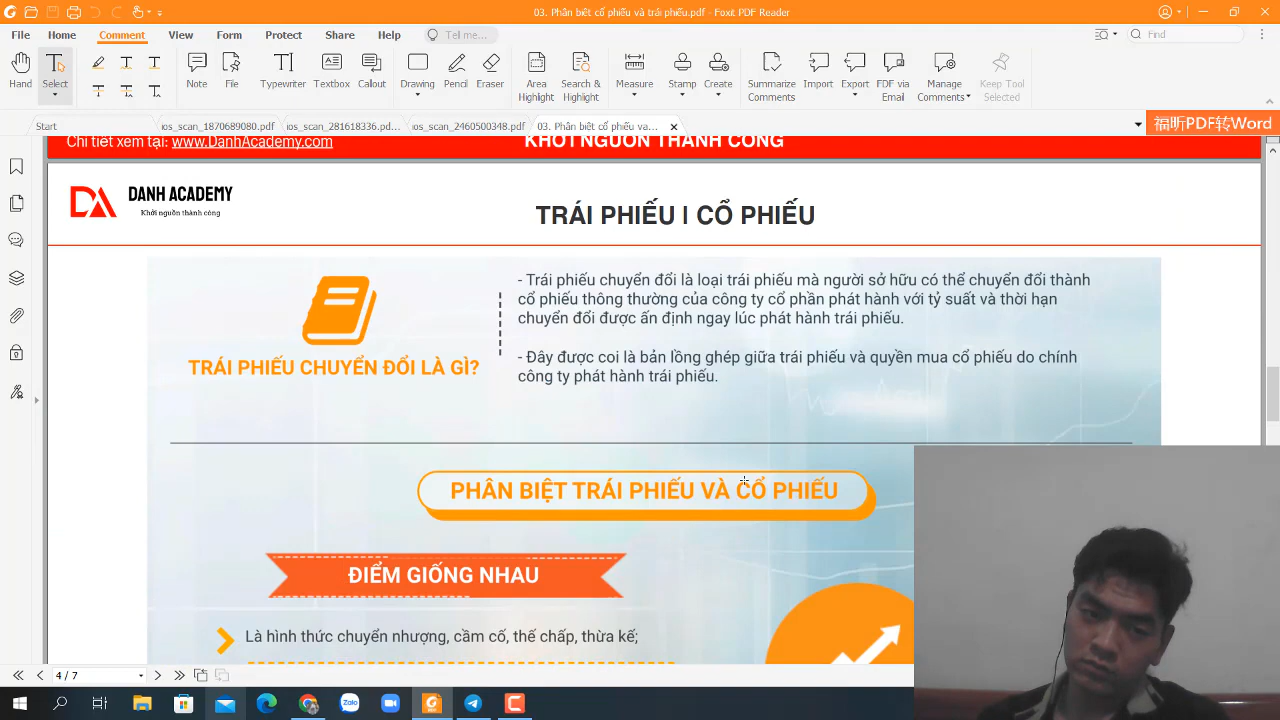 03. Phân biệt cổ phiếu và trái phiếu.pdf - Foxit PDF Reader
File Home Comment View Form Protect Share Help Tell me... Find
Hand Select Note File Typewriter Textbox Callout Drawing Pencil Eraser Area Highlight Search & Highlight Measure Stamp Create Summarize Comments Import Export PDF via Email Manage Comments Keep Tool Selected
Start ios_scan_1870689080.pdf ios_scan_281618336.pd... ios_scan_2460500348.pdf 03. Phân biệt cổ phiếu va... 福昕PDF转Word
Chi tiết xem tại: www.DanhAcademy.com KHƠI NGUỒN THÀNH CÔNG
DA DANH ACADEMY
Khởi nguồn thành công
TRÁI PHIẾU I CỔ PHIẾU
- Trái phiếu chuyển đổi là loại trái phiếu mà người sở hữu có thể chuyển đổi thành
cổ phiếu thông thường của công ty cổ phần phát hành với tỷ suất và thời hạn
chuyển đổi được ấn định ngay lúc phát hành trái phiếu.
TRÁI PHIẾU CHUYỂN ĐỔI LÀ GÌ?
- Đây được coi là bản lồng ghép giữa trái phiếu và quyền mua cổ phiếu do chính
công ty phát hành trái phiếu.
PHÂN BIỆT TRÁI PHIẾU VÀ CỔ PHIẾU
ĐIỂM GIỐNG NHAU
Là hình thức chuyển nhượng, cầm cố, thế chấp, thừa kế;
4 / 7
Zalo